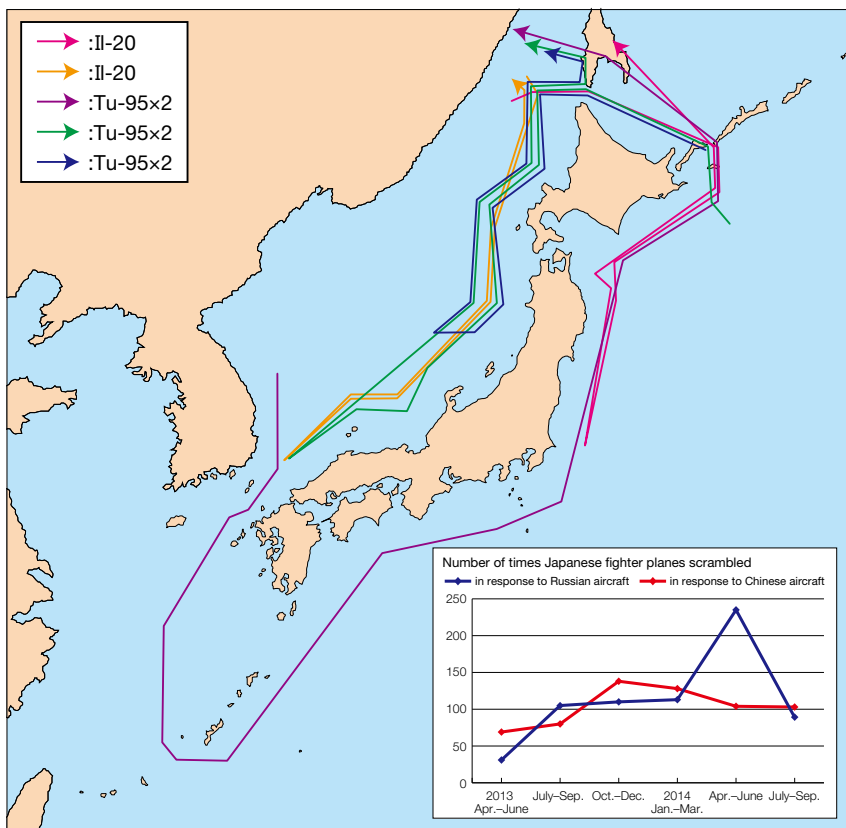 :Il-20
:Il-20
:Tu-95×2
:Tu-95×2
:Tu-95×2
Number of times Japanese fighter planes scrambled
in response to Russian aircraft in response to Chinese aircraft
250
200
150
100
50
0
2013 Apr.–June
July–Sep.
Oct.–Dec.
2014 Jan.–Mar.
Apr.–June
July–Sep.